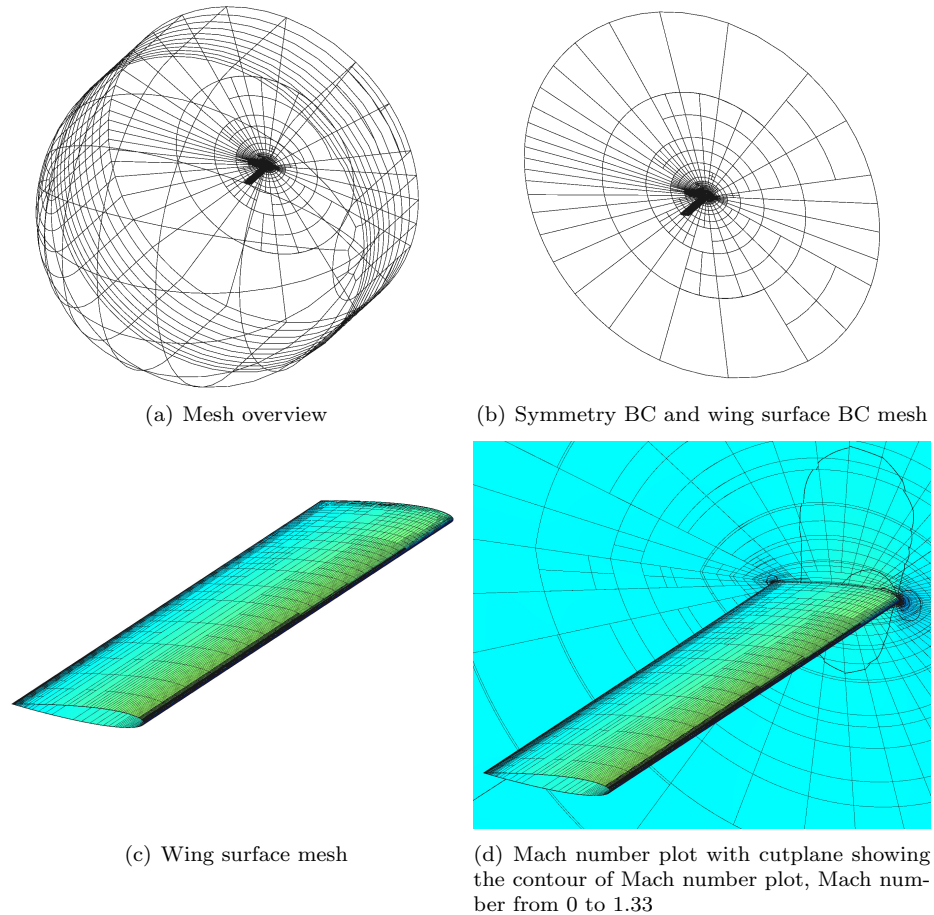 (a) Mesh overview
(b) Symmetry BC and wing surface BC mesh
(c) Wing surface mesh
(d) Mach number plot with cutplane showing
the contour of Mach number plot, Mach num-
ber from 0 to 1.33